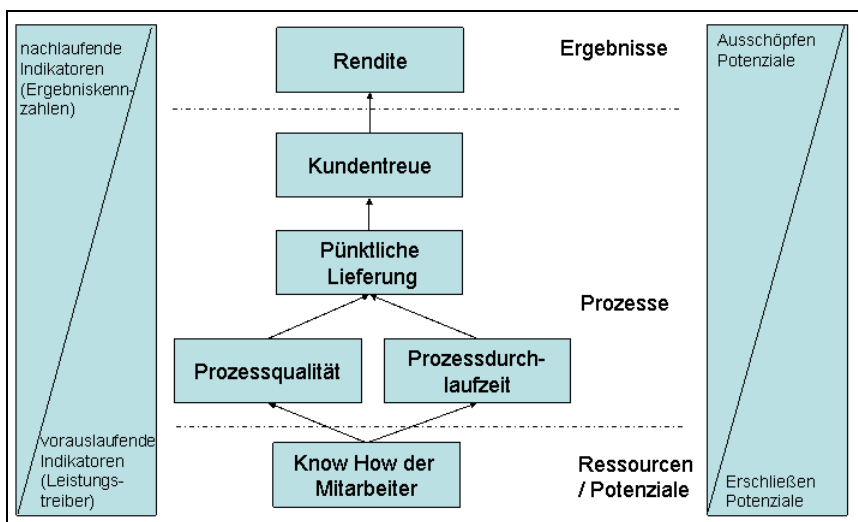 nachlaufende
Indikatoren
(Ergebniskenn-
zahlen)
Rendite
Ergebnisse
Ausschöpfen
Potenziale
Kundentreue
Pünktliche
Lieferung
Prozesse
Prozessqualität
Prozessdurch-
laufzeit
vorauslaufende
Indikatoren
(Leistungs-
treiber)
Know How der
Mitarbeiter
Ressourcen
/ Potenziale
Erschließen
Potenziale